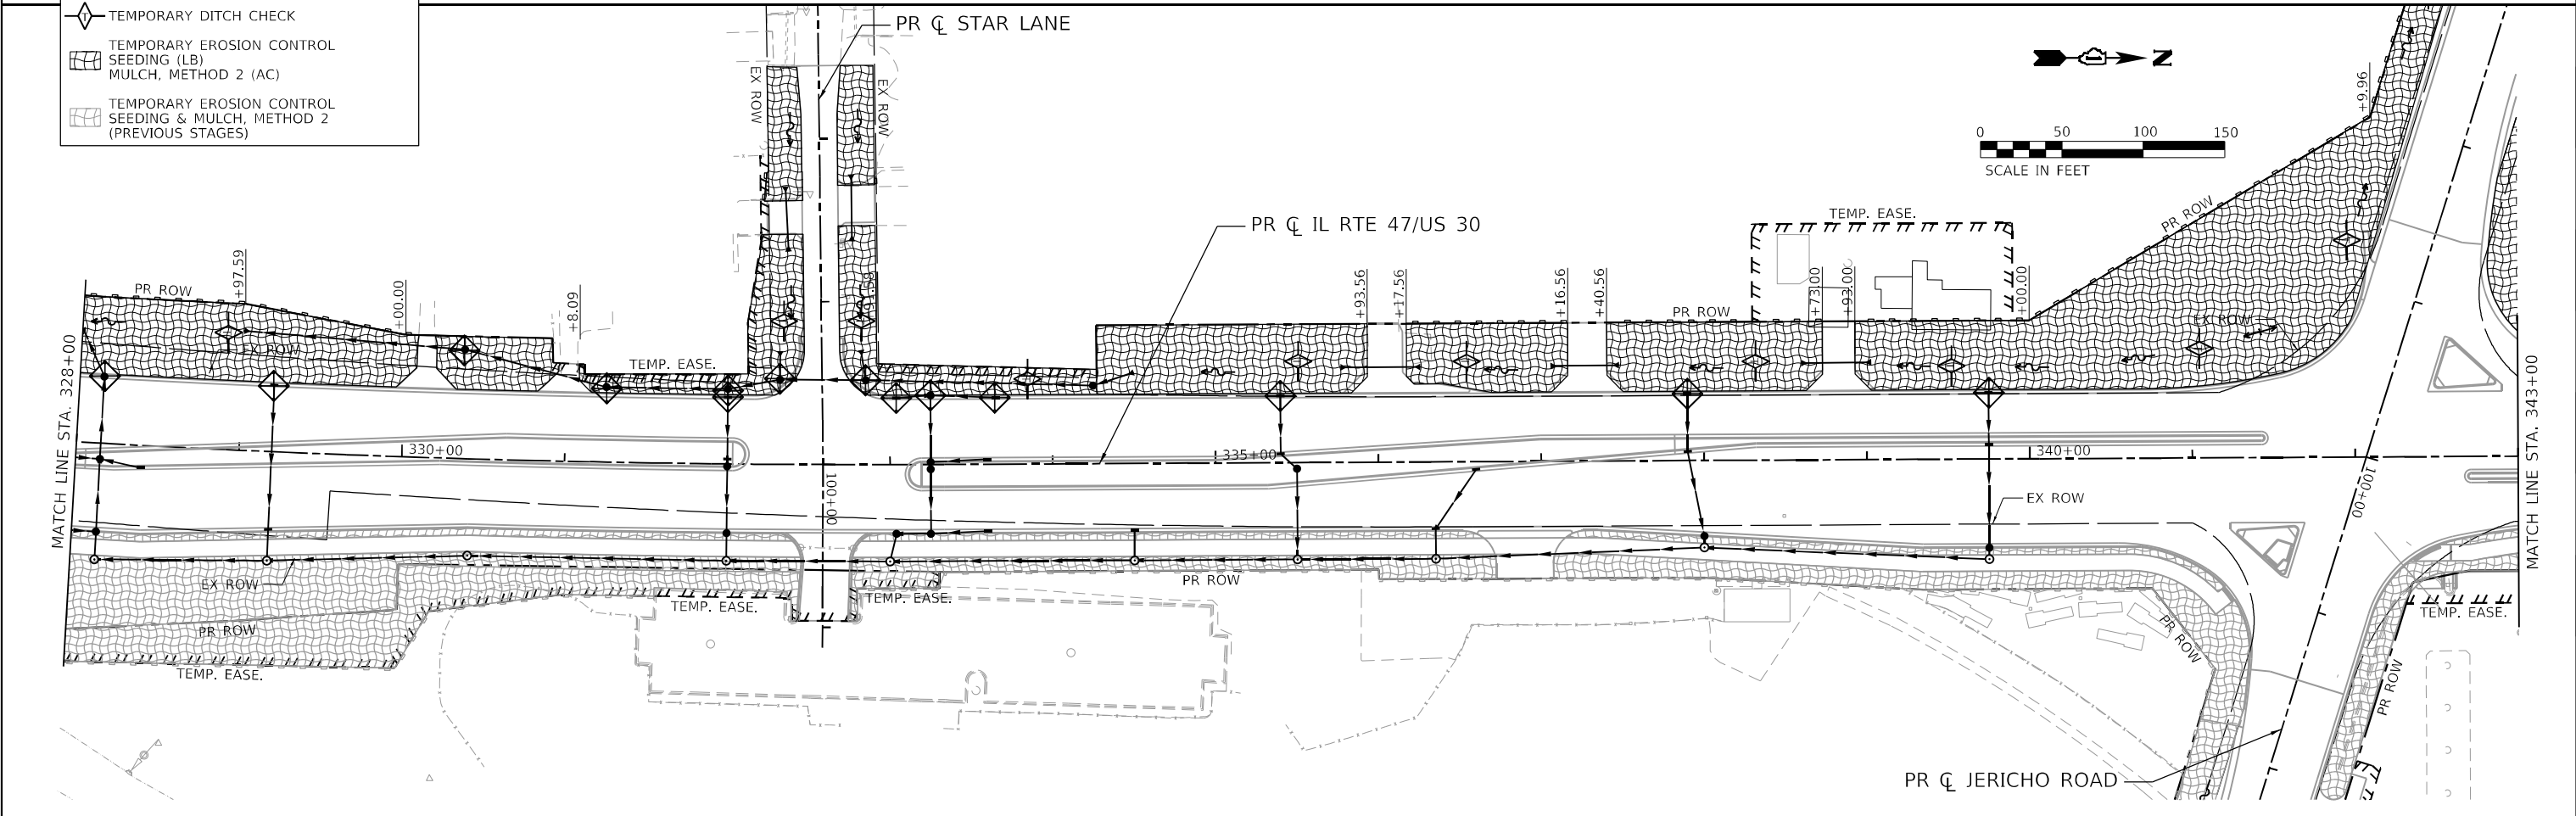 T
TEMPORARY DITCH CHECK
TEMPORARY EROSION CONTROL
SEEDING (LB)
MULCH, METHOD 2 (AC)
TEMPORARY EROSION CONTROL
SEEDING & MULCH, METHOD 2
(PREVIOUS STAGES)
PR ℄ STAR LANE
EX ROW
EX ROW
N
0 50 100 150
SCALE IN FEET
+9.96
PR ℄ IL RTE 47/US 30
TEMP. EASE.
PR ROW
+97.59
+00.00
+8.09
+93.56
+17.56
+16.56
+40.56
+73.00
+93.00
+00.00
PR ROW
PR ROW
EX ROW
EX ROW
TEMP. EASE.
MATCH LINE STA. 328+00
MATCH LINE STA. 343+00
330+00
335+00
340+00
100+00
100+00
EX ROW
EX ROW
PR ROW
TEMP. EASE.
TEMP. EASE.
TEMP. EASE.
PR ROW
PR ROW
TEMP. EASE.
PR ROW
PR ℄ JERICHO ROAD